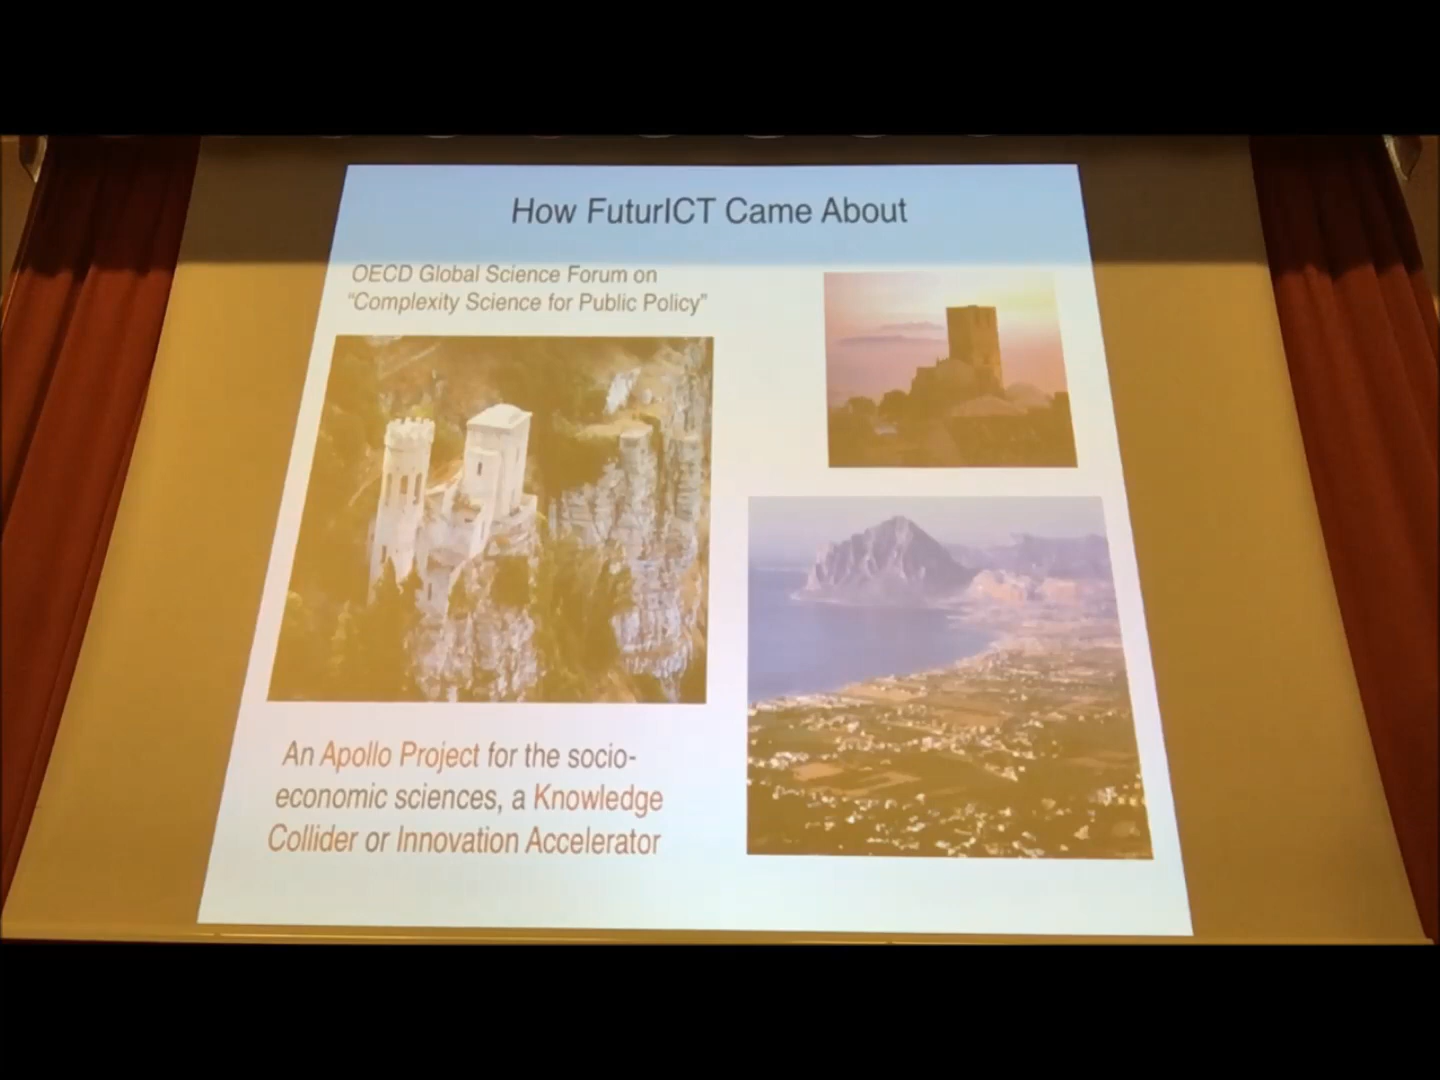 How FuturICT Came About
OECD Global Science Forum on
“Complexity Science for Public Policy”
An Apollo Project for the socio-
economic sciences, a Knowledge
Collider or Innovation Accelerator